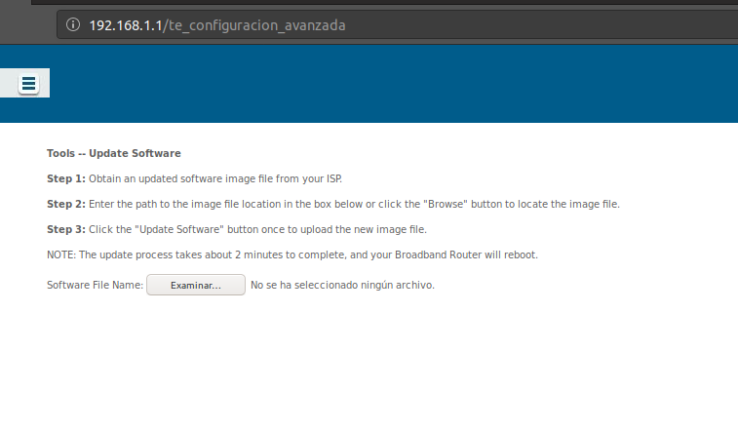 192.168.1.1/te_configuracion_avanzada
Tools -- Update Software
Step 1: Obtain an updated software image file from your ISP.
Step 2: Enter the path to the image file location in the box below or click the "Browse" button to locate the image file.
Step 3: Click the "Update Software" button once to upload the new image file.
NOTE: The update process takes about 2 minutes to complete, and your Broadband Router will reboot.
Software File Name: Examinar... No se ha seleccionado ningún archivo.